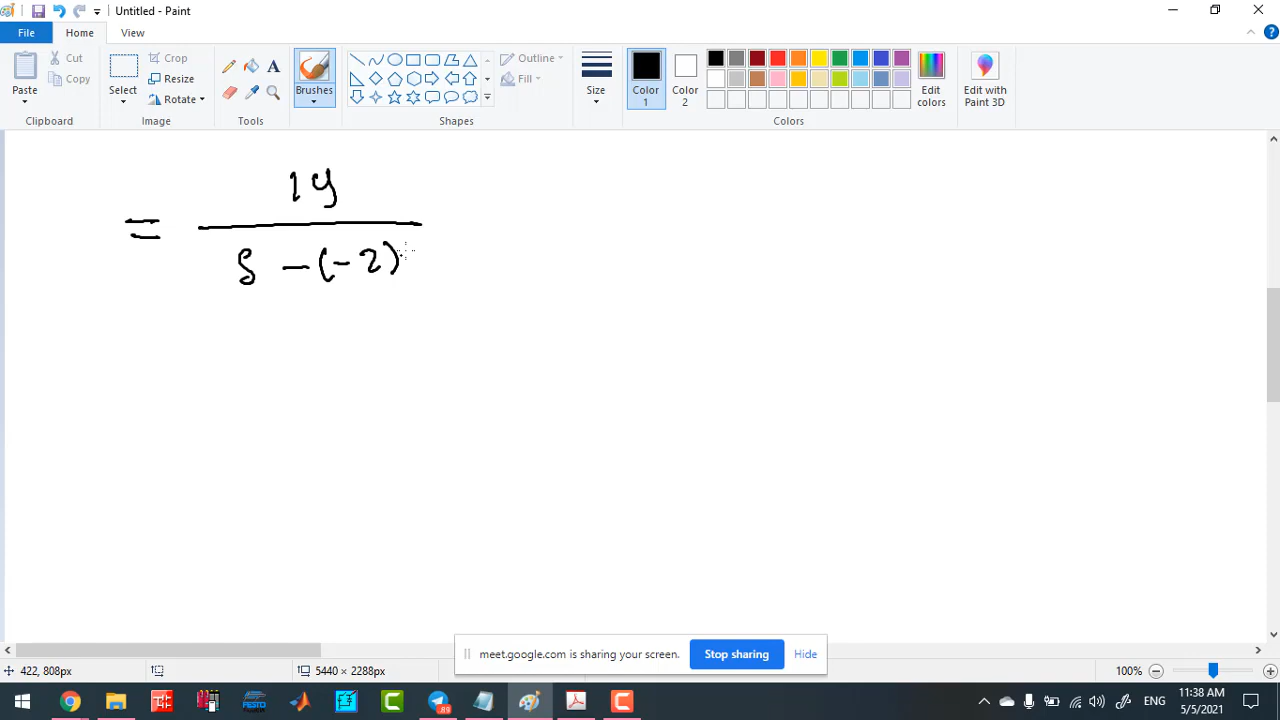 Untitled - Paint
File Home View
Paste Cut Copy Clipboard
Select Crop Resize Rotate Image
Tools
Brushes
Outline Fill Shapes
Size
Color 1 Color 2 Edit colors Colors
Edit with Paint 3D
= 14
8 - (-2)
meet.google.com is sharing your screen. Stop sharing Hide
422, 808px 5440 × 2288px 100%
89 ENG 11:38 AM
5/5/2021